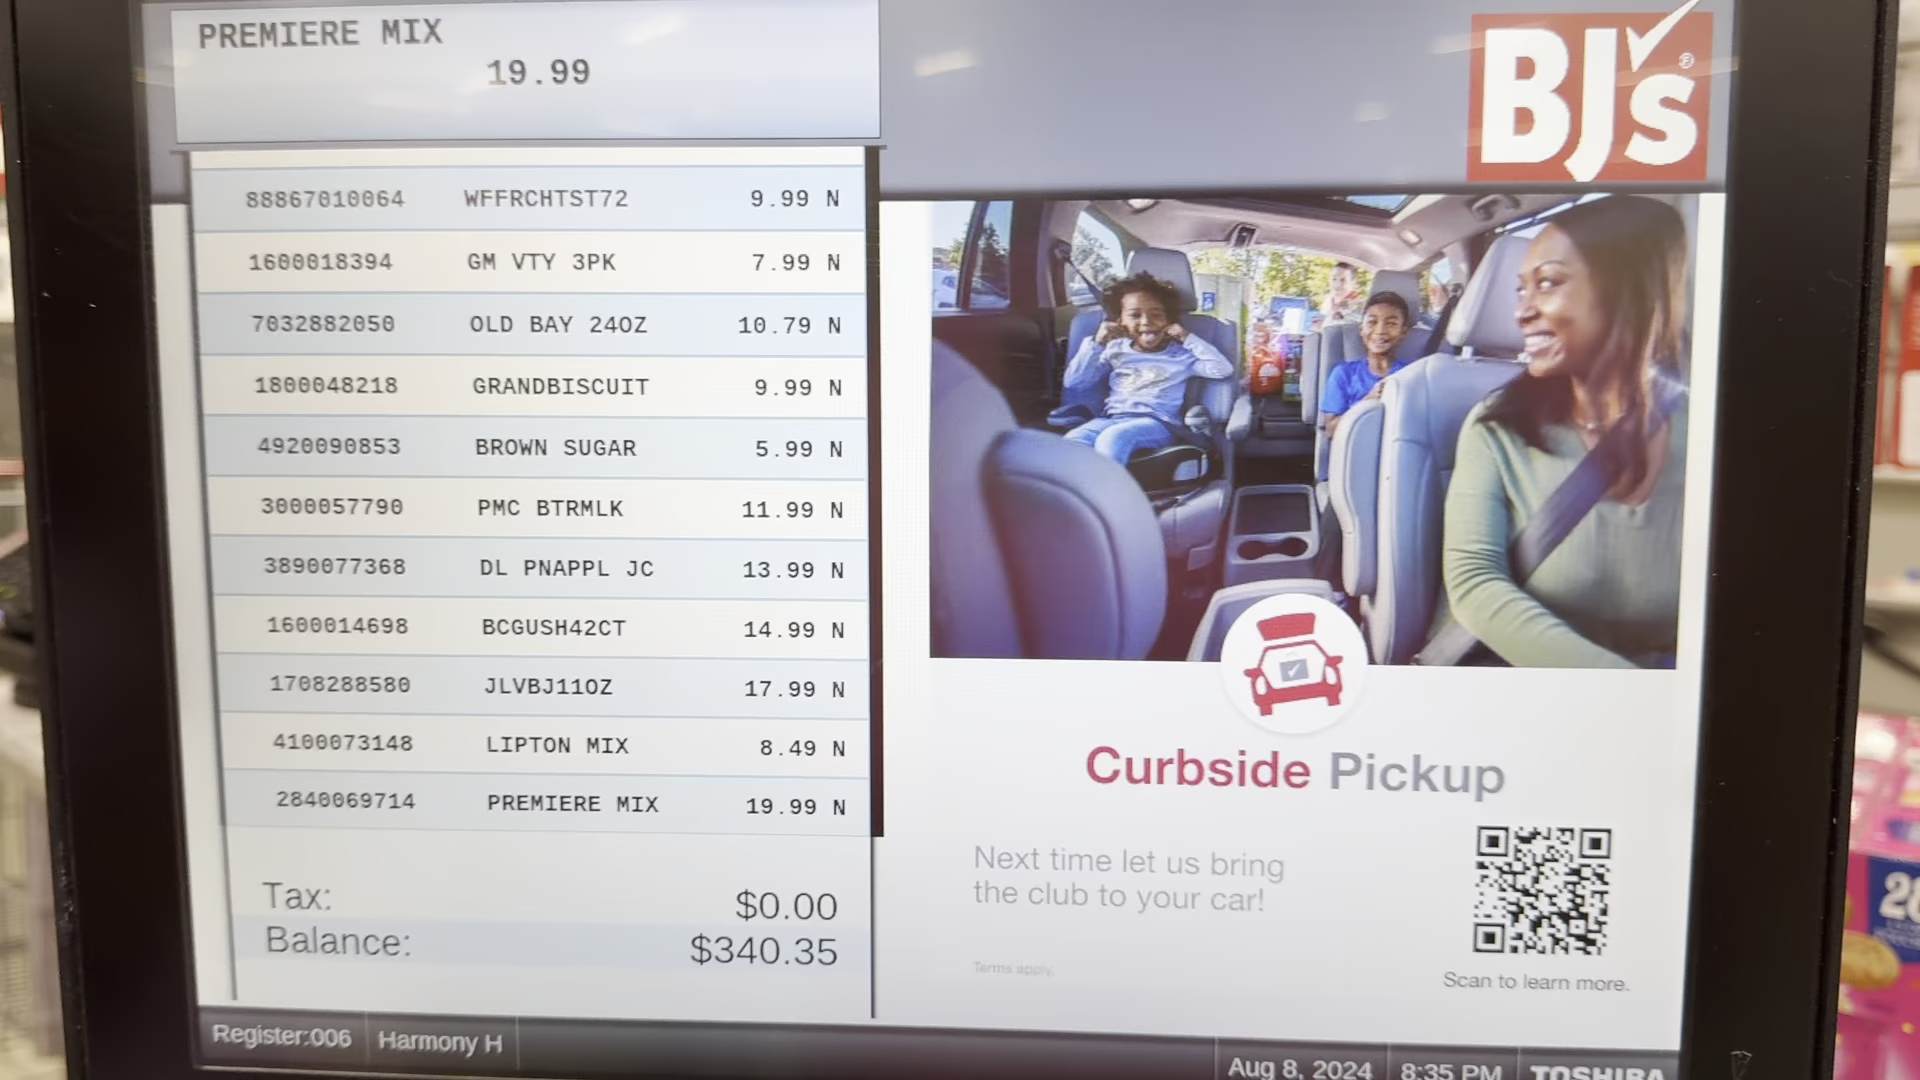 PREMIERE MIX
19.99
BJ's®
88867010064 WFFRCHTST72 9.99 N
1600018394 GM VTY 3PK 7.99 N
7032882050 OLD BAY 24OZ 10.79 N
1800048218 GRANDBISCUIT 9.99 N
4920090853 BROWN SUGAR 5.99 N
3000057790 PMC BTRMLK 11.99 N
3890077368 DL PNAPPL JC 13.99 N
1600014698 BCGUSH42CT 14.99 N
1708288580 JLVBJ11OZ 17.99 N
4100073148 LIPTON MIX 8.49 N
2840069714 PREMIERE MIX 19.99 N
Tax: $0.00
Balance: $340.35
Curbside Pickup
Next time let us bring
the club to your car!
Terms apply.
Scan to learn more.
Register:006 Harmony H
Aug 8, 2024 8:35 PM TOSHIBA